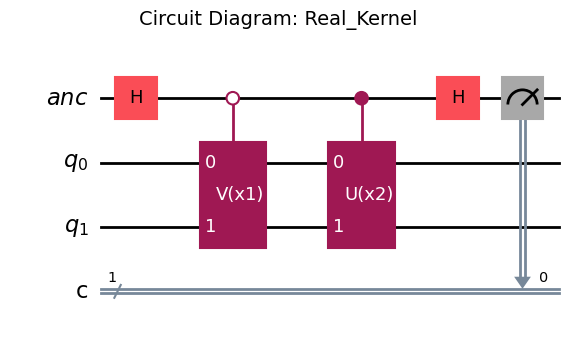 Circuit Diagram: Real_Kernel
anc H H
q0 0 0
V(x1) U(x2)
q1 1 1
c 1 0